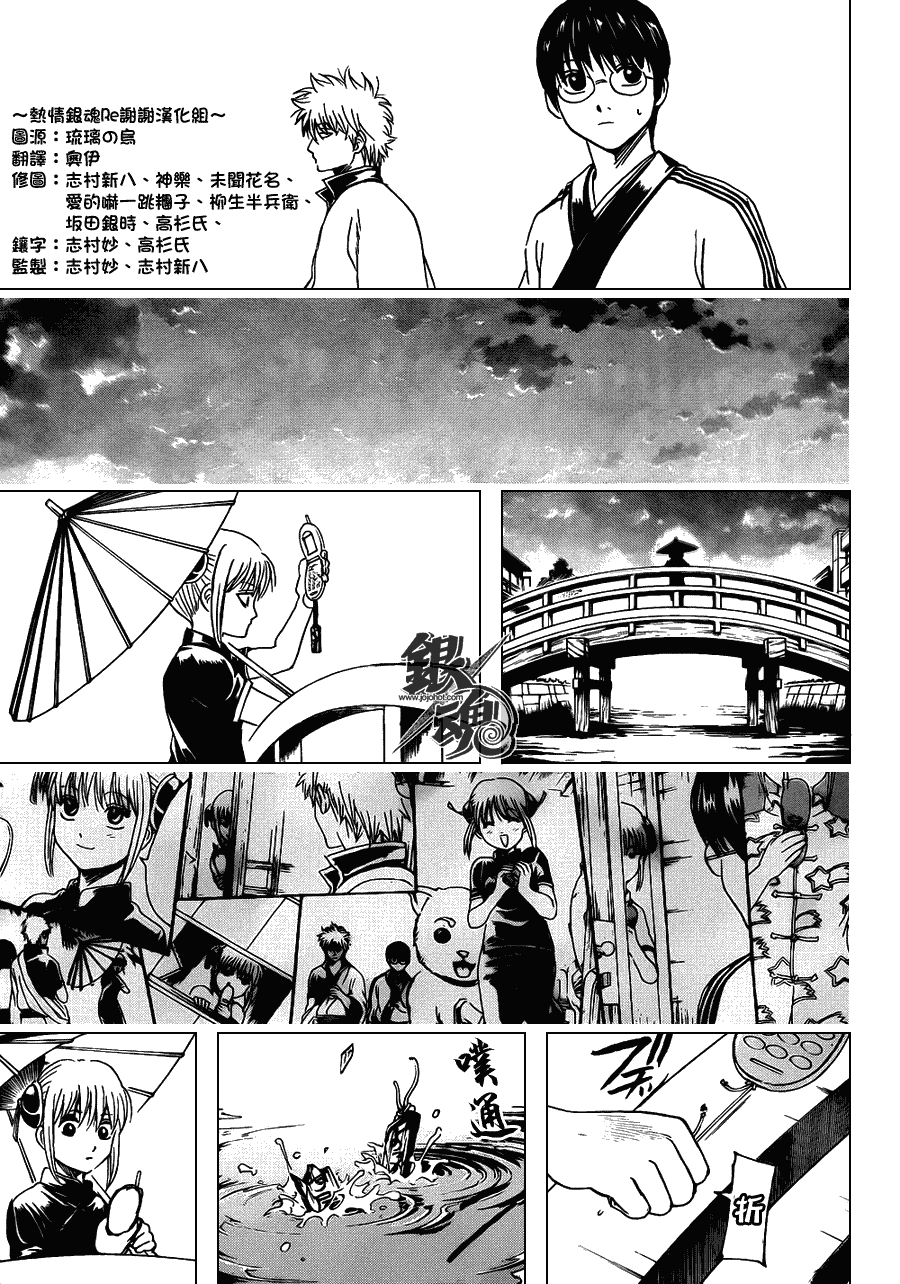 ～熱情銀魂Re謝謝漢化組～
圖源：琉璃の鳥
翻譯：奧伊
修圖：志村新八、神樂、未聞花名、
愛的嚇一跳糰子、柳生半兵衛、
坂田銀時、高杉氏、
鑲字：志村妙、高杉氏
監製：志村妙、志村新八
銀魂
www.jojohot.com
ブチ
折
噗通